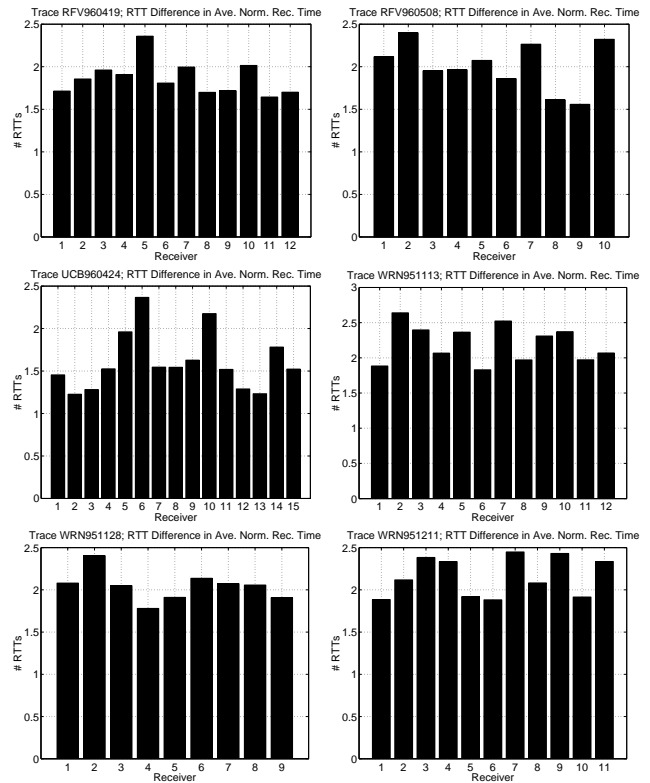 Trace RFV960419; RTT Difference in Ave. Norm. Rec. Time
2.5
2
1.5
1
0.5
0
# RTTs
1 2 3 4 5 6 7 8 9 10 11 12
Receiver
Trace RFV960508; RTT Difference in Ave. Norm. Rec. Time
2.5
2
1.5
1
0.5
0
# RTTs
1 2 3 4 5 6 7 8 9 10
Receiver
Trace UCB960424; RTT Difference in Ave. Norm. Rec. Time
2.5
2
1.5
1
0.5
0
# RTTs
1 2 3 4 5 6 7 8 9 10 11 12 13 14 15
Receiver
Trace WRN951113; RTT Difference in Ave. Norm. Rec. Time
3
2.5
2
1.5
1
0.5
0
# RTTs
1 2 3 4 5 6 7 8 9 10 11 12
Receiver
Trace WRN951128; RTT Difference in Ave. Norm. Rec. Time
2.5
2
1.5
1
0.5
0
# RTTs
1 2 3 4 5 6 7 8 9
Receiver
Trace WRN951211; RTT Difference in Ave. Norm. Rec. Time
2.5
2
1.5
1
0.5
0
# RTTs
1 2 3 4 5 6 7 8 9 10 11
Receiver